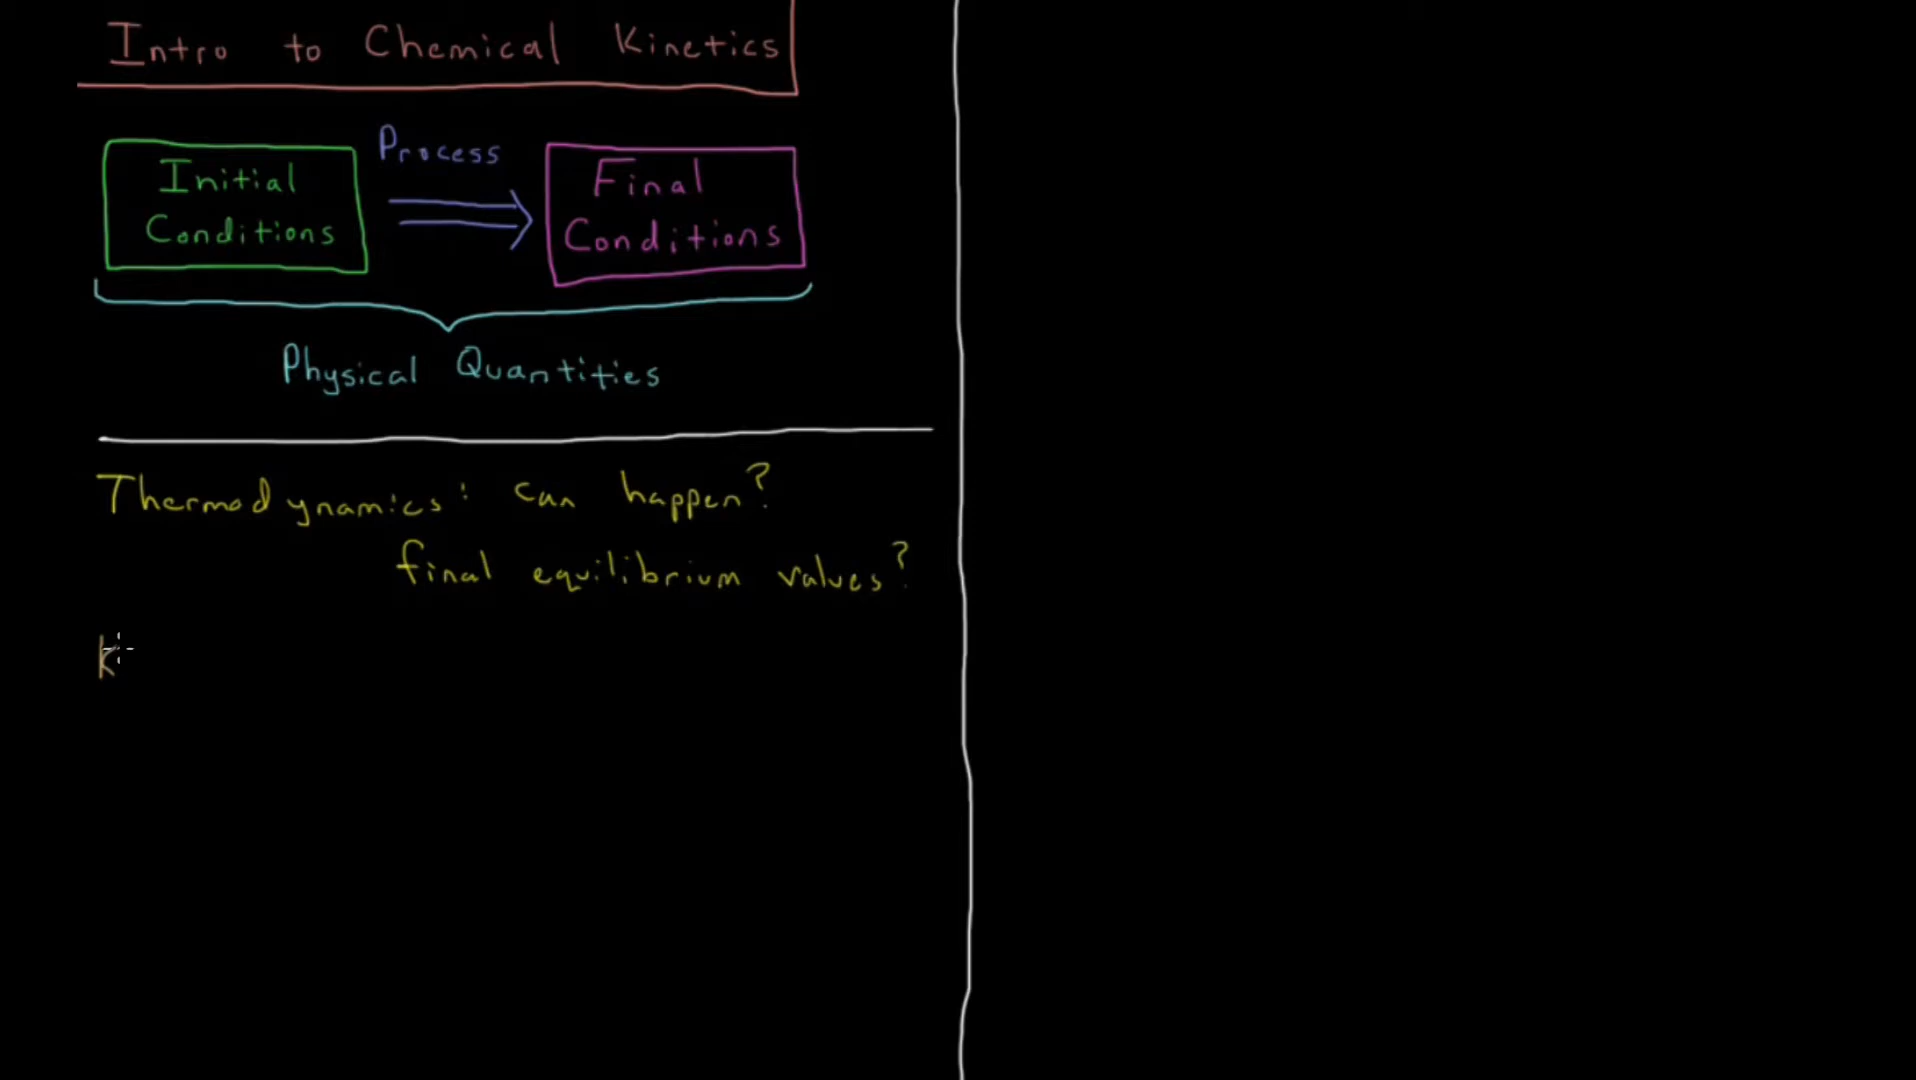 Intro to Chemical Kinetics
Process
Initial
Conditions
Final
Conditions
Physical Quantities
Thermodynamics: can happen?
final equilibrium values?
K